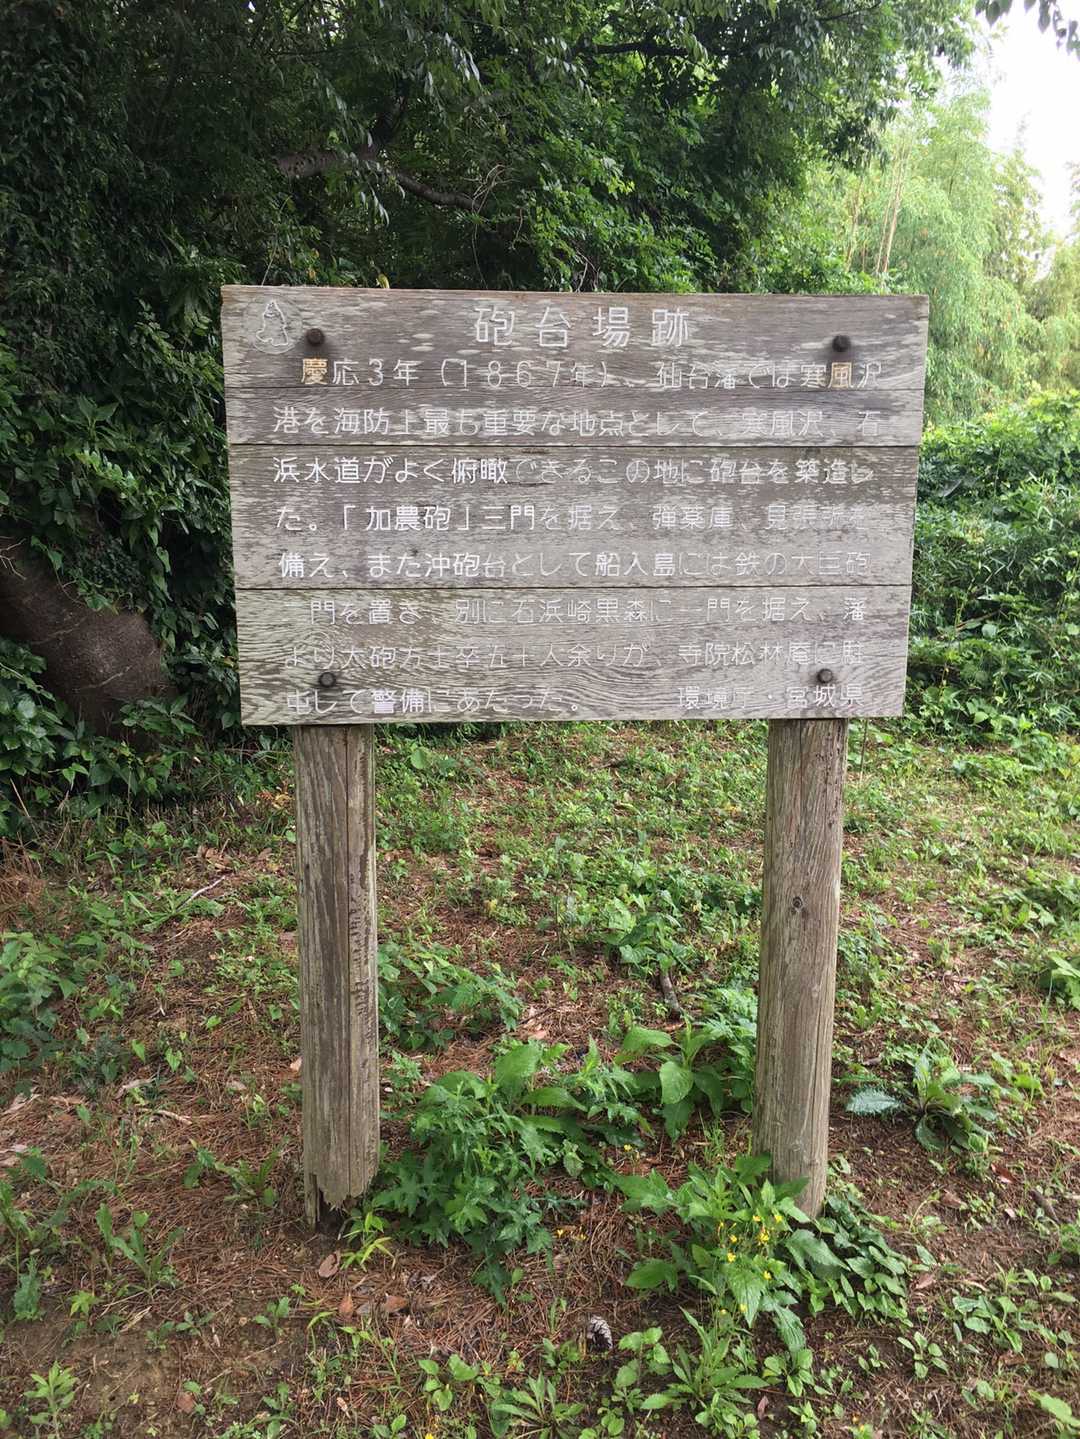 砲台場跡
慶応3年（1867年）、仙台藩では寒風沢
港を海防上最も重要な地点として、寒風沢、石
浜水道がよく俯瞰できるこの地に砲台を築造し
た。「加農砲」三門を据え、弾薬庫、見張所を
備え、また沖砲台として船入島には鉄の大巨砲
門を置き、別に石浜崎黒森に一門を据え、藩
より大砲方士卒五十人余りが、寺院松林庵に駐
屯して警備にあたった。 環境庁・宮城県